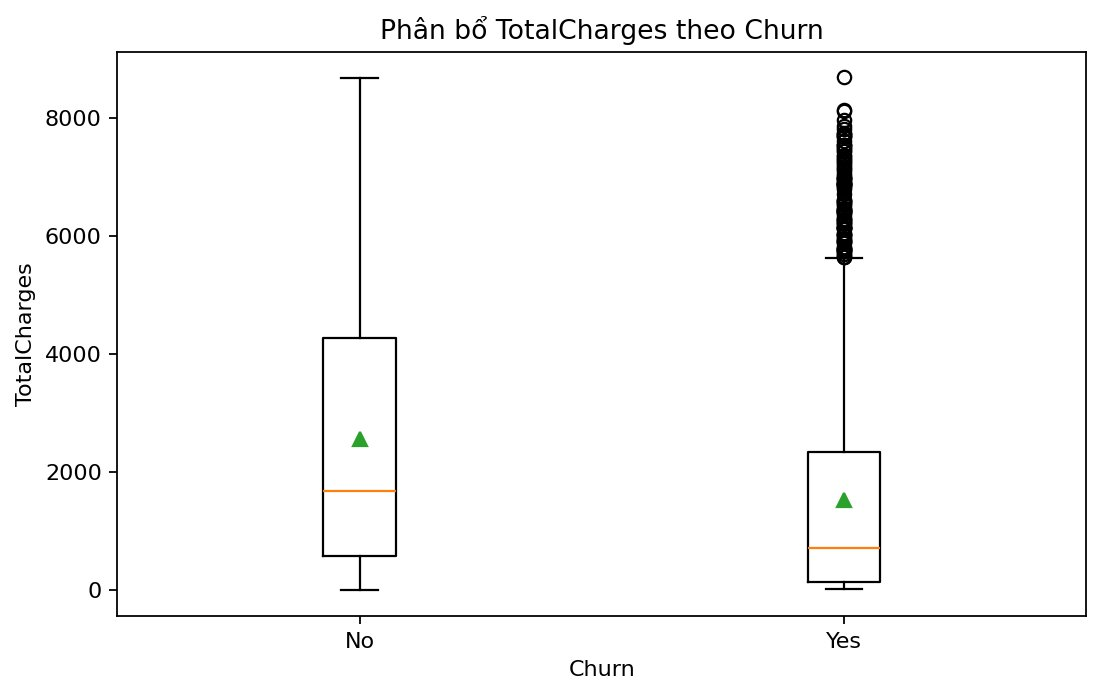 Phân bổ TotalCharges theo Churn
TotalCharges
8000
6000
4000
2000
0
No
Yes
Churn